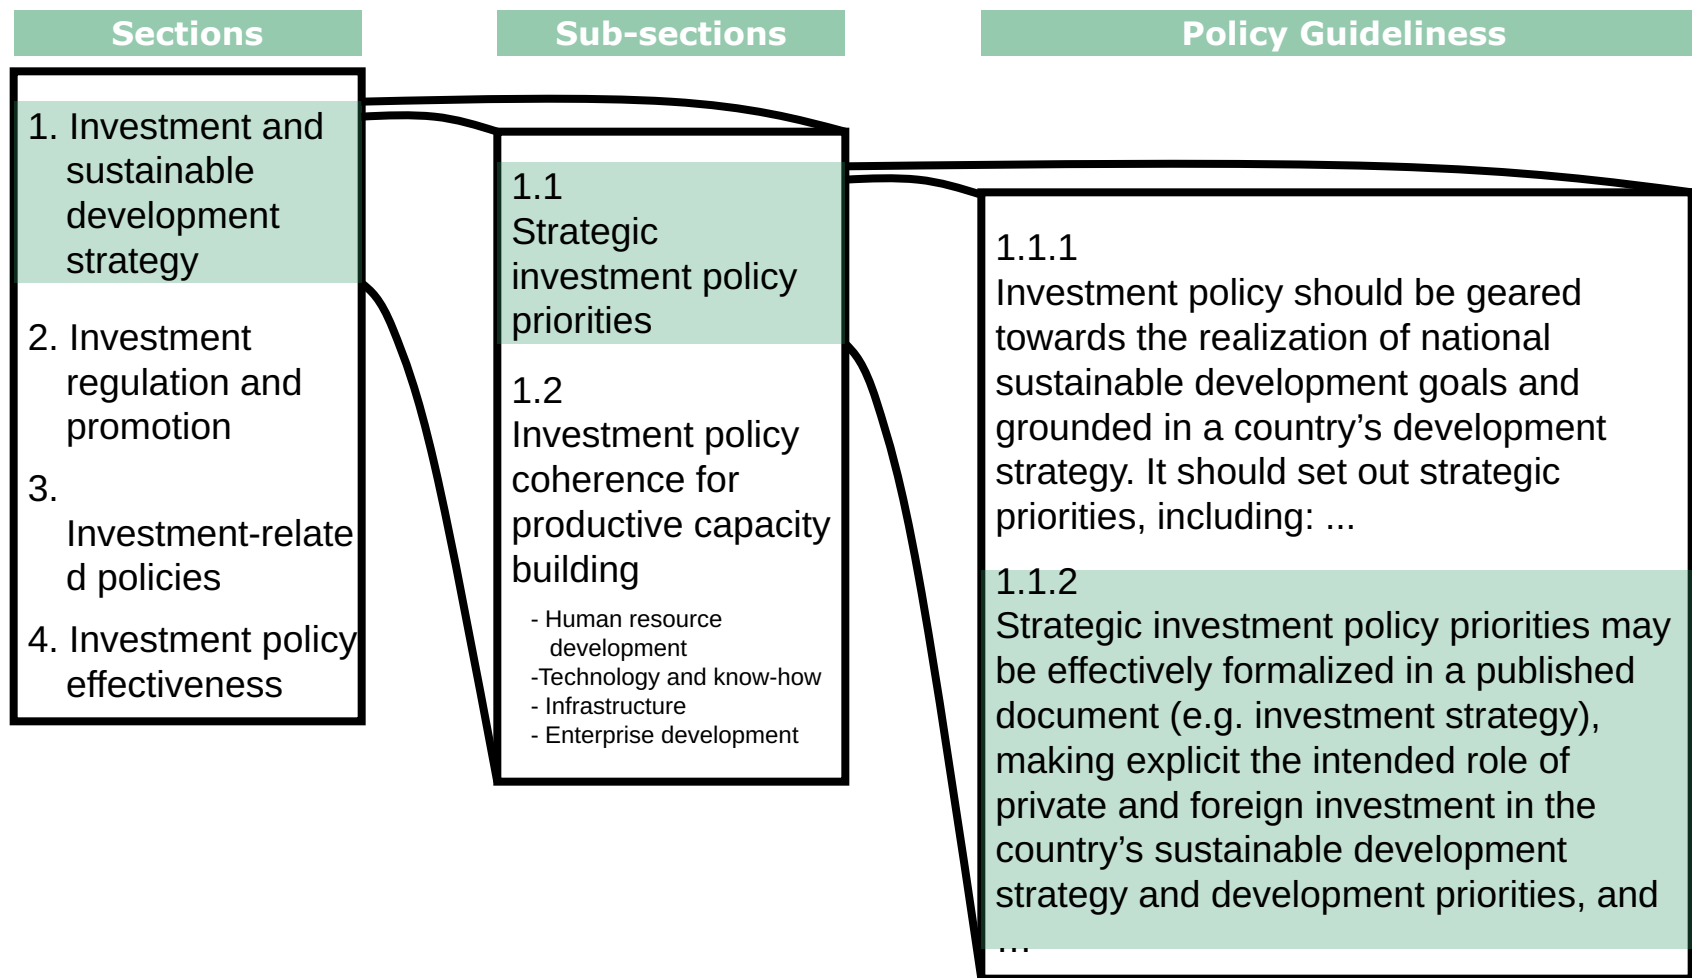 Sections
1. Investment and
sustainable
development
strategy
2. Investment
regulation and
promotion
3.
Investment-relate
d policies
4. Investment policy
effectiveness
Sub-sections
1.1
Strategic
investment policy
priorities
1.2
Investment policy
coherence for
productive capacity
building
- Human resource
development
-Technology and know-how
- Infrastructure
- Enterprise development
Policy Guideliness
1.1.1
Investment policy should be geared
towards the realization of national
sustainable development goals and
grounded in a country’s development
strategy. It should set out strategic
priorities, including: ...
1.1.2
Strategic investment policy priorities may
be effectively formalized in a published
document (e.g. investment strategy),
making explicit the intended role of
private and foreign investment in the
country’s sustainable development
strategy and development priorities, and
...